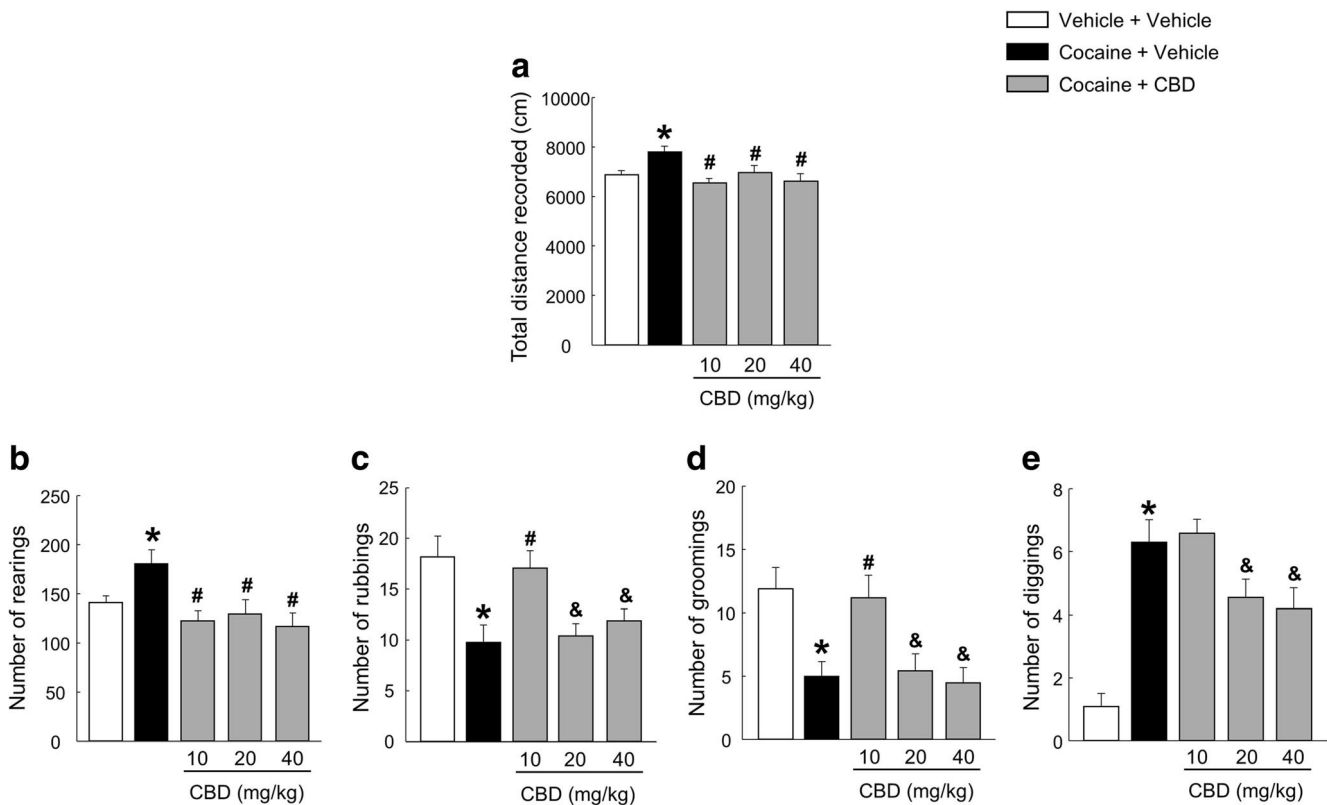 Vehicle + Vehicle
Cocaine + Vehicle
Cocaine + CBD
a
Total distance recorded (cm)
10000
8000
6000
4000
2000
0
*
#
#
#
10 20 40
CBD (mg/kg)
b
Number of rearings
250
200
150
100
50
0
*
#
#
#
10 20 40
CBD (mg/kg)
c
Number of rubbings
25
20
15
10
5
0
*
#
&
&
10 20 40
CBD (mg/kg)
d
Number of groomings
20
15
10
5
0
*
#
&
&
10 20 40
CBD (mg/kg)
e
Number of diggings
8
6
4
2
0
*
&
&
10 20 40
CBD (mg/kg)